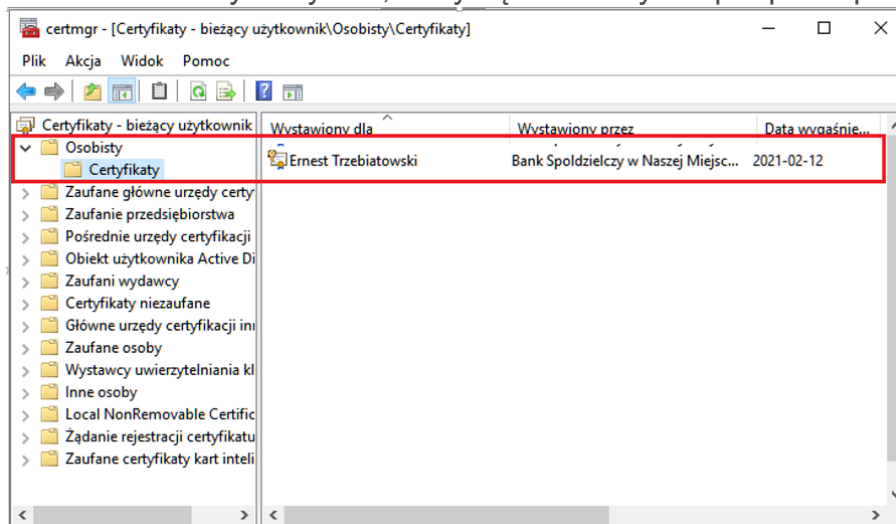 certmgr - [Certyfikaty - bieżący użytkownik\Osobisty\Certyfikaty]
Plik Akcja Widok Pomoc
Certyfikaty - bieżący użytkownik
Osobisty
Certyfikaty
Zaufane główne urzędy certy
Zaufanie przedsiębiorstwa
Pośrednie urzędy certyfikacji
Obiekt użytkownika Active Di
Zaufani wydawcy
Certyfikaty niezaufane
Główne urzędy certyfikacji inn
Zaufane osoby
Wystawcy uwierzytelniania kl
Inne osoby
Local NonRemovable Certific
Żądanie rejestracji certyfikatu
Zaufane certyfikaty kart inteli
Wystawiony dla Wystawiony przez Data wygaśnie...
Ernest Trzebiatowski Bank Spoldzielczy w Naszej Miejsc... 2021-02-12